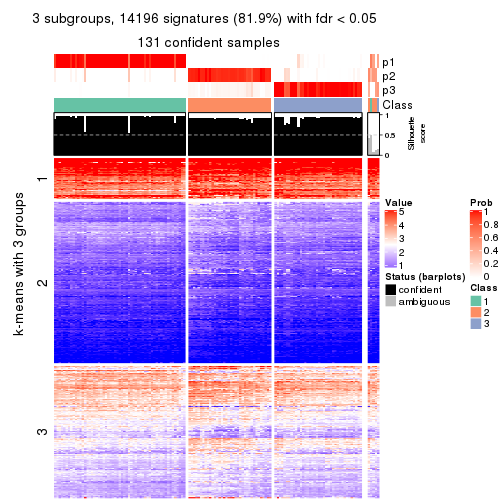 3 subgroups, 14196 signatures (81.9%) with fdr < 0.05
131 confident samples
p1
p2
p3
Class
1
0.5
0
Silhouette
score
k-means with 3 groups
1
2
3
Value
5
4
3
2
1
Status (barplots)
confident
ambiguous
Prob
1
0.8
0.6
0.4
0.2
0
Class
1
2
3